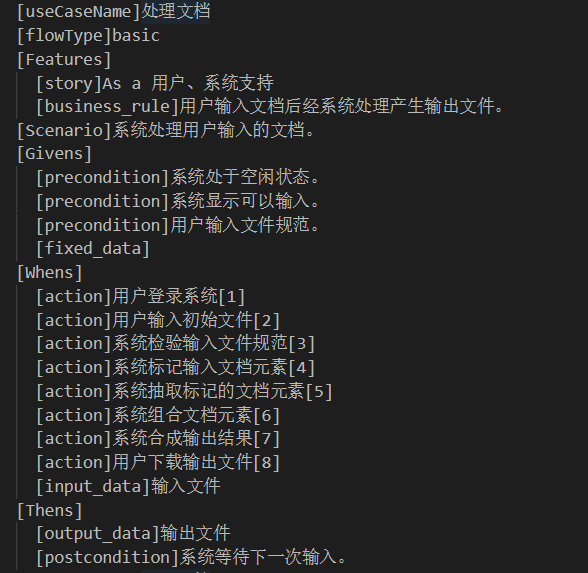 [useCaseName]处理文档
[flowType]basic
[Features]
[story]As a 用户、系统支持
[business_rule]用户输入文档后经系统处理产生输出文件。
[Scenario]系统处理用户输入的文档。
[Givens]
[precondition]系统处于空闲状态。
[precondition]系统显示可以输入。
[precondition]用户输入文件规范。
[fixed_data]
[Whens]
[action]用户登录系统[1]
[action]用户输入初始文件[2]
[action]系统检验输入文件规范[3]
[action]系统标记输入文档元素[4]
[action]系统抽取标记的文档元素[5]
[action]系统组合文档元素[6]
[action]系统合成输出结果[7]
[action]用户下载输出文件[8]
[input_data]输入文件
[Thens]
[output_data]输出文件
[postcondition]系统等待下一次输入。